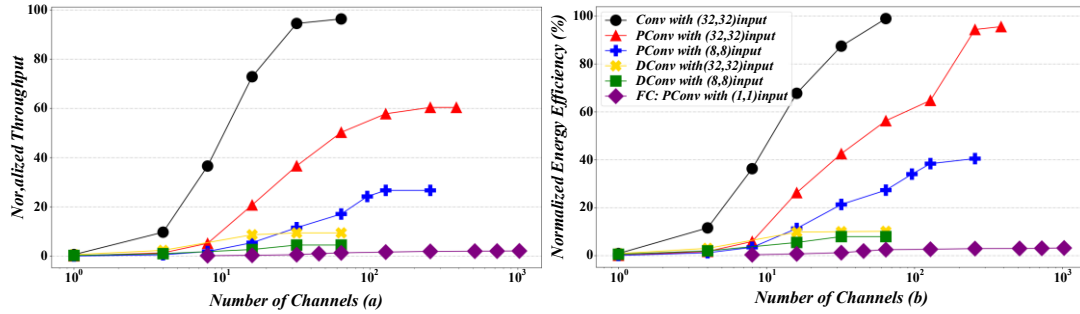 Nor,alized Throughput
100
80
60
40
20
0
10^0
10^1
10^2
10^3
Number of Channels (a)
Normalized Energy Efficiency (%)
100
80
60
40
20
0
Conv with (32,32)input
PConv with (32,32)input
PConv with (8,8)input
DConv with(32,32)input
DConv with (8,8)input
FC: PConv with (1,1)input
10^0
10^1
10^2
10^3
Number of Channels (b)